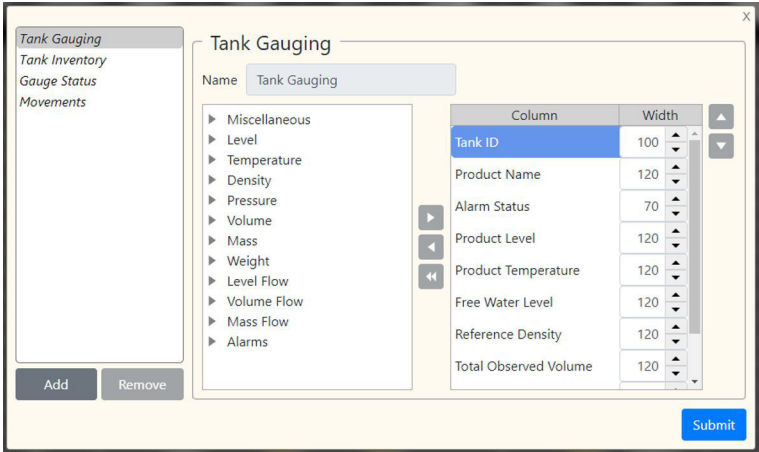 X
Tank Gauging
Tank Inventory
Gauge Status
Movements
Add
Remove
Tank Gauging
Name
Tank Gauging
Miscellaneous
Level
Temperature
Density
Pressure
Volume
Mass
Weight
Level Flow
Volume Flow
Mass Flow
Alarms
Column Width
Tank ID 100
Product Name 120
Alarm Status 70
Product Level 120
Product Temperature 120
Free Water Level 120
Reference Density 120
Total Observed Volume 120
Submit